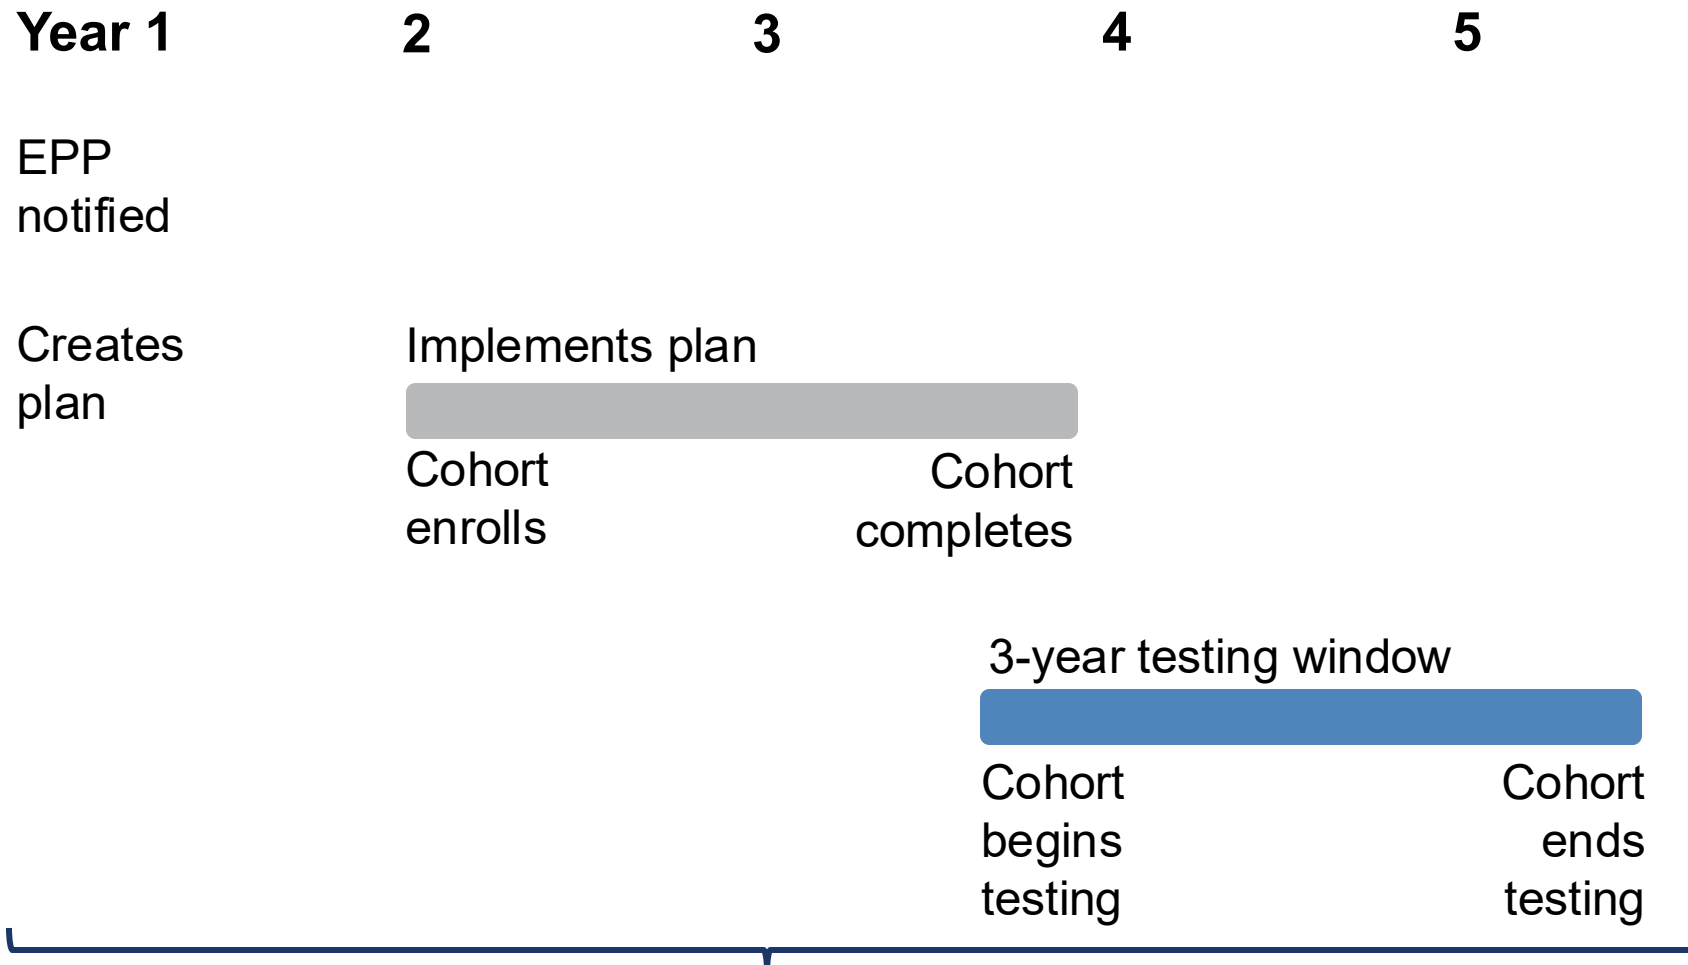 Year 1 2 3 4 5
EPP
notified
Creates
plan
Implements plan
Cohort
enrolls
Cohort
completes
3-year testing window
Cohort
begins
testing
Cohort
ends
testing